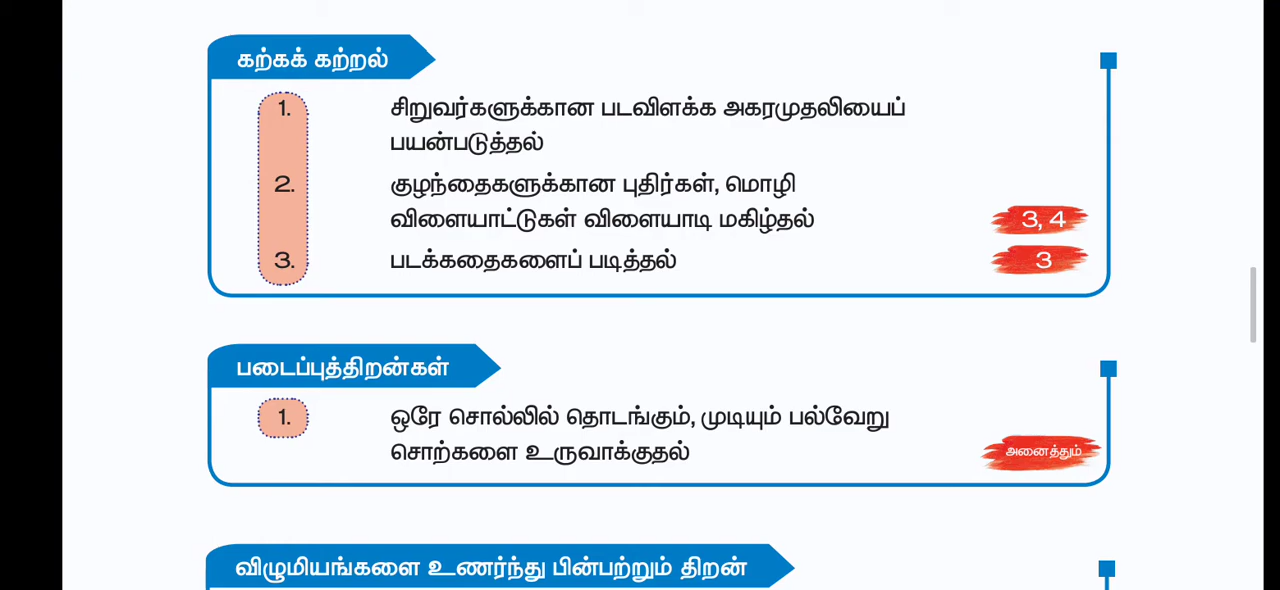 கற்கக் கற்றல்
1. சிறுவர்களுக்கான படவிளக்க அகரமுதலியைப்
பயன்படுத்தல்
2. குழந்தைகளுக்கான புதிர்கள், மொழி
விளையாட்டுகள் விளையாடி மகிழ்தல் 3, 4
3. படக்கதைகளைப் படித்தல் 3
படைப்புத்திறன்கள்
1. ஒரே சொல்லில் தொடங்கும், முடியும் பல்வேறு
சொற்களை உருவாக்குதல் அனைத்தும்
விழுமியங்களை உணர்ந்து பின்பற்றும் திறன்